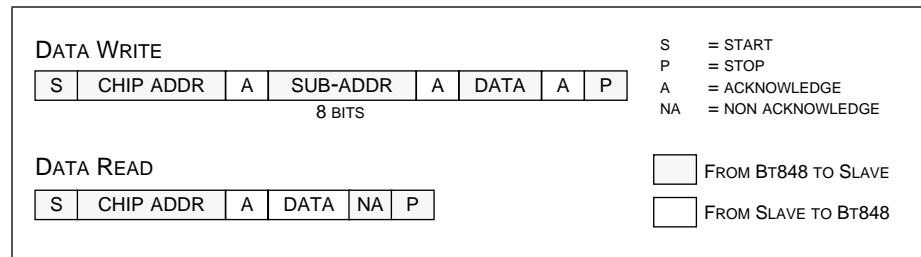 DATA WRITE
S CHIP ADDR A SUB-ADDR A DATA A P
8 BITS
DATA READ
S CHIP ADDR A DATA NA P
S = START
P = STOP
A = ACKNOWLEDGE
NA = NON ACKNOWLEDGE
FROM BT848 TO SLAVE
FROM SLAVE TO BT848